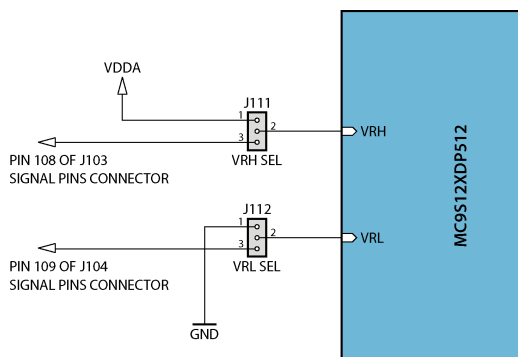 VDDA
J111
1
2
3
VRH SEL
VRH
PIN 108 OF J103
SIGNAL PINS CONNECTOR
MC9S12XDP512
J112
1
2
3
VRL SEL
VRL
PIN 109 OF J104
SIGNAL PINS CONNECTOR
GND